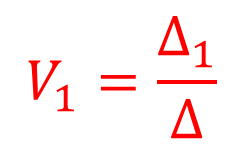 V₁ = Δ₁ / Δ